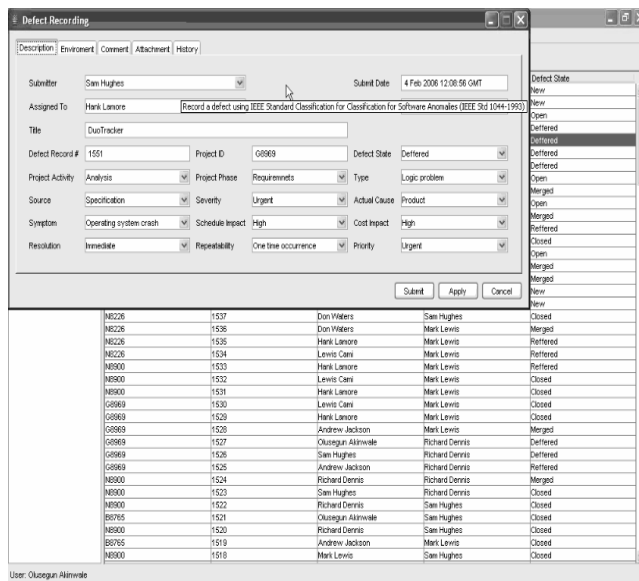 Defect Recording
Description Enviroment Comment Attachment History
Submitter Sam Hughes Submit Date 4 Feb 2006 12:08:56 GMT
Record a defect using IEEE Standard Classification for Classification for Software Anomalies (IEEE Std 1044-1993)
Assigned To Hank Lamore
Title DuoTracker
Defect Record # 1551 Project ID G8969 Defect State Deffered
Project Activity Analysis Project Phase Requiremnets Type Logic problem
Source Specification Severity Urgent Actual Cause Product
Symptom Operating system crash Schedule Impact High Cost Impact High
Resolution Immediate Repeatability One time occurrence Priority Urgent
Submit Apply Cancel
Defect State
New
New
Open
Deffered
Deffered
Deffered
Deffered
Open
Merged
Open
Merged
Reffered
Closed
Open
Merged
Merged
New
New
N8226 1537 Don Waters Sam Hughes Closed
N8226 1536 Don Waters Mark Lewis Merged
N8226 1535 Hank Lamore Mark Lewis Reffered
N8226 1534 Lewis Cami Mark Lewis Reffered
N8900 1533 Hank Lamore Mark Lewis Reffered
N8900 1532 Lewis Cami Mark Lewis Closed
N8900 1531 Hank Lamore Mark Lewis Closed
G8969 1530 Lewis Cami Mark Lewis Closed
G8969 1529 Hank Lamore Mark Lewis Closed
G8969 1528 Andrew Jackson Mark Lewis Merged
G8969 1527 Olusegun Akinwale Richard Dennis Deffered
G8969 1526 Sam Hughes Richard Dennis Deffered
G8969 1525 Andrew Jackson Richard Dennis Reffered
N8900 1524 Richard Dennis Richard Dennis Merged
N8900 1523 Sam Hughes Richard Dennis Closed
N8900 1522 Richard Dennis Sam Hughes Closed
B8765 1521 Olusegun Akinwale Sam Hughes Closed
N8900 1520 Richard Dennis Sam Hughes Closed
B8765 1519 Andrew Jackson Mark Lewis Closed
N8900 1518 Mark Lewis Sam Hughes Closed
User: Olusegun Akinwale